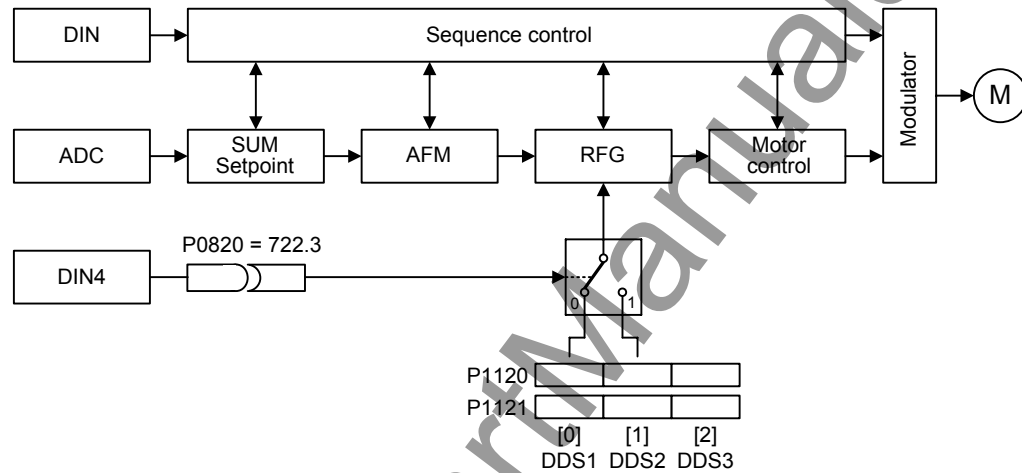 DIN
Sequence control
Modulator
M
ADC
SUM
Setpoint
AFM
RFG
Motor
control
P0820 = 722.3
DIN4
0
1
P1120
P1121
[0] [1] [2]
DDS1 DDS2 DDS3